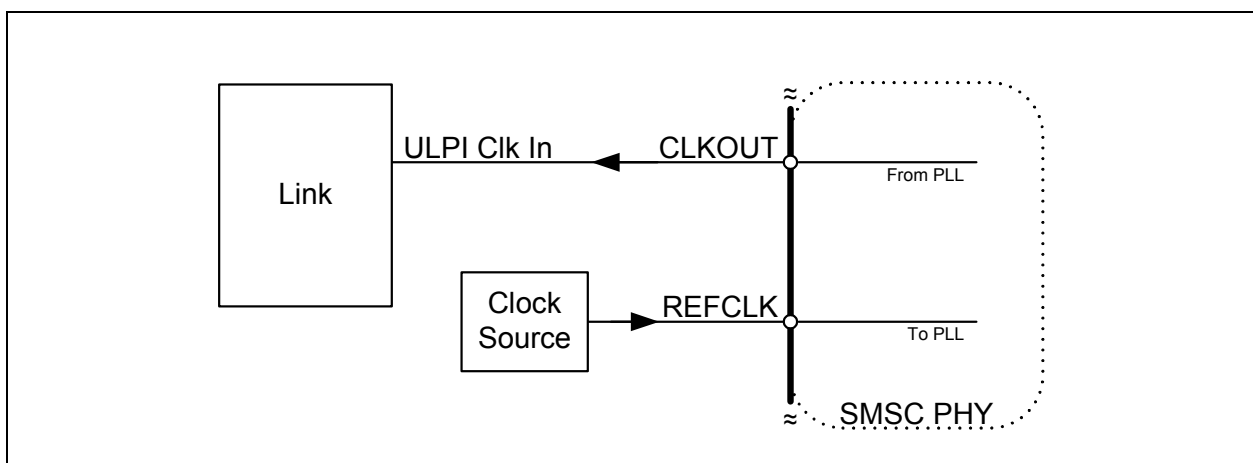 ULPI Clk In
CLKOUT
From PLL
Link
Clock
Source
REFCLK
To PLL
SMSC PHY